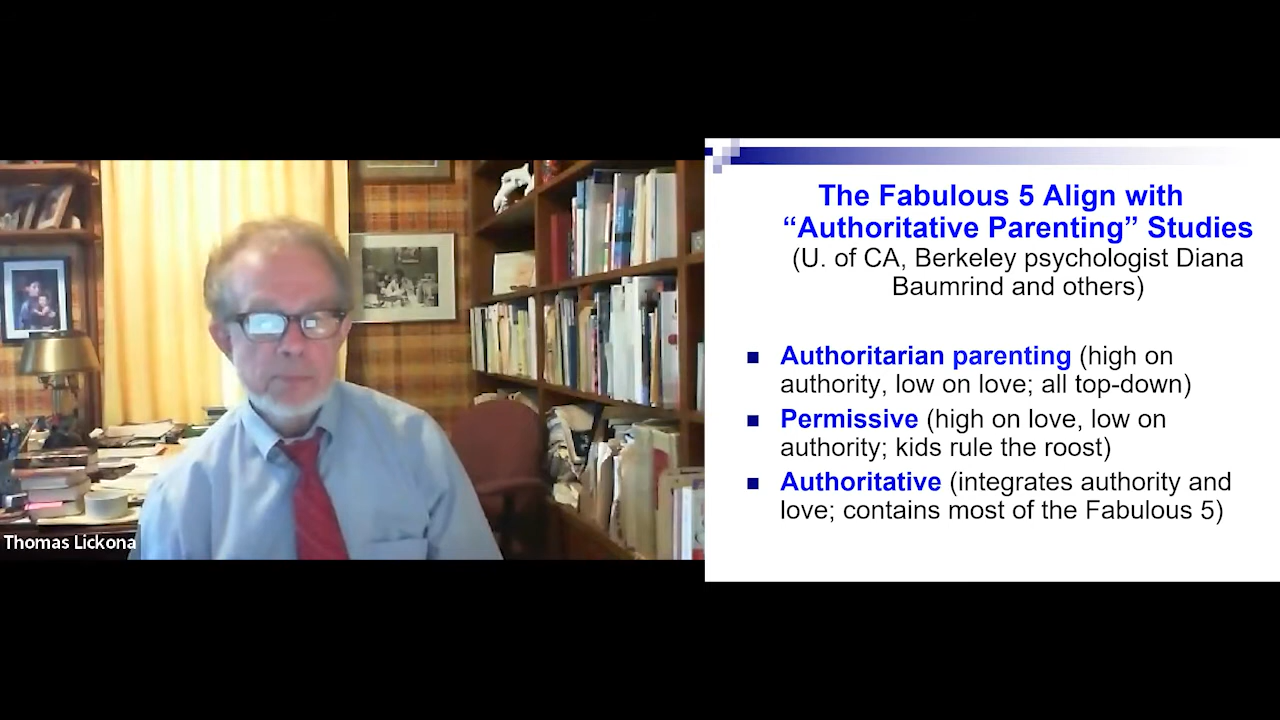 Thomas Lickona
The Fabulous 5 Align with
“Authoritative Parenting” Studies
(U. of CA, Berkeley psychologist Diana
Baumrind and others)
Authoritarian parenting (high on
authority, low on love; all top-down)
Permissive (high on love, low on
authority; kids rule the roost)
Authoritative (integrates authority and
love; contains most of the Fabulous 5)